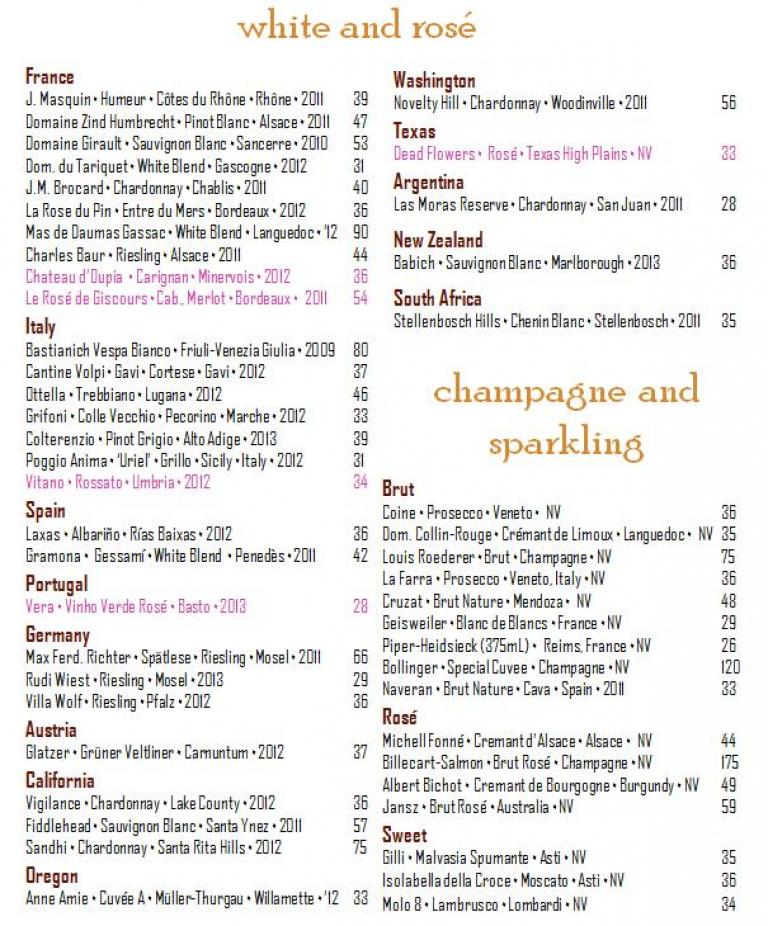 white and rosé
France
J. Masquin • Humeur • Côtes du Rhône • Rhône • 2011 39
Domaine Zind Humbrecht • Pinot Blanc • Alsace • 2011 47
Domaine Girault • Sauvignon Blanc • Sancerre • 2010 53
Dom. du Tariquet • White Blend • Gascogne • 2012 31
J.M. Brocard • Chardonnay • Chablis • 2011 40
La Rose du Pin • Entre du Mers • Bordeaux • 2012 36
Mas de Daumas Gassac • White Blend • Languedoc • '12 90
Charles Baur • Riesling • Alsace • 2011 44
Chateau d'Oupia • Carignan • Minervois • 2012 36
Le Rosé de Giscours • Cab., Merlot • Bordeaux • 2011 54
Italy
Bastianich Vespa Bianco • Friuli-Venezia Giulia • 2009 80
Cantine Volpi • Gavi • Cortese • Gavi • 2012 37
Ottella • Trebbiano • Lugana • 2012 46
Grifoni • Colle Vecchio • Pecorino • Marche • 2012 33
Colterenzio • Pinot Grigio • Alto Adige • 2013 39
Poggio Anima • 'Uriel' • Grillo • Sicily • Italy • 2012 31
Vitano • Rossato • Umbria • 2012 34
Spain
Laxas • Albariño • Rías Baixas • 2012 36
Gramona • Gessamí • White Blend • Penedès • 2011 42
Portugal
Vera • Vinho Verde Rosé • Basto • 2013 28
Germany
Max Ferd. Richter • Spätlese • Riesling • Mosel • 2011 66
Rudi Wiest • Riesling • Mosel • 2013 29
Villa Wolf • Riesling • Pfalz • 2012 36
Austria
Glatzer • Grüner Veltliner • Carnuntum • 2012 37
California
Vigilance • Chardonnay • Lake County • 2012 36
Fiddlehead • Sauvignon Blanc • Santa Ynez • 2011 57
Sandhi • Chardonnay • Santa Rita Hills • 2012 75
Oregon
Anne Amie • Cuvée A • Müller-Thurgau • Willamette • '12 33
Washington
Novelty Hill • Chardonnay • Woodinville • 2011 56
Texas
Dead Flowers • Rosé • Texas High Plains • NV 33
Argentina
Las Moras Reserve • Chardonnay • San Juan • 2011 28
New Zealand
Babich • Sauvignon Blanc • Marlborough • 2013 36
South Africa
Stellenbosch Hills • Chenin Blanc • Stellenbosch • 2011 35
champagne and
sparkling
Brut
Coine • Prosecco • Veneto • NV 36
Dom. Collin-Rouge • Crémant de Limoux • Languedoc • NV 35
Louis Roederer • Brut • Champagne • NV 75
La Farra • Prosecco • Veneto, Italy • NV 36
Cruzat • Brut Nature • Mendoza • NV 48
Geisweiler • Blanc de Blancs • France • NV 29
Piper-Heidsieck (375mL) • Reims, France • NV 26
Bollinger • Special Cuvee • Champagne • NV 120
Naveran • Brut Nature • Cava • Spain • 2011 33
Rosé
Michell Fonné • Cremant d'Alsace • Alsace • NV 44
Billecart-Salmon • Brut Rosé • Champagne • NV 175
Albert Bichot • Cremant de Bourgogne • Burgundy • NV 49
Jansz • Brut Rosé • Australia • NV 59
Sweet
Gilli • Malvasia Spumante • Asti • NV 35
Isolabella della Croce • Moscato • Asti • NV 36
Molo 8 • Lambrusco • Lombardi • NV 34